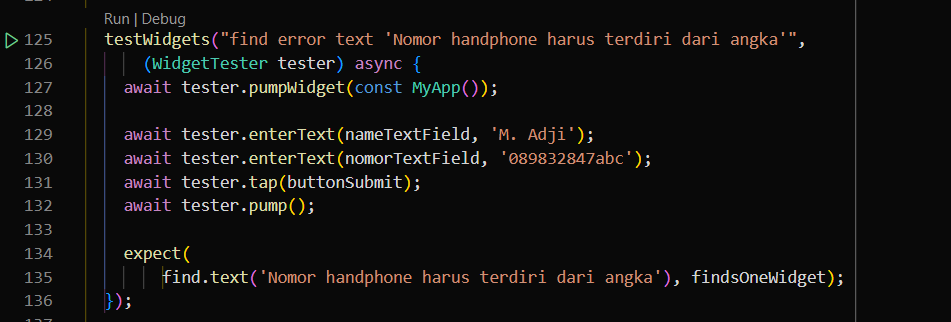 Run | Debug
125 testWidgets("find error text 'Nomor handphone harus terdiri dari angka'",
126 (WidgetTester tester) async {
127 await tester.pumpWidget(const MyApp());
128
129 await tester.enterText(nameTextField, 'M. Adji');
130 await tester.enterText(nomorTextField, '089832847abc');
131 await tester.tap(buttonSubmit);
132 await tester.pump();
133
134 expect(
135 find.text('Nomor handphone harus terdiri dari angka'), findsOneWidget);
136 });